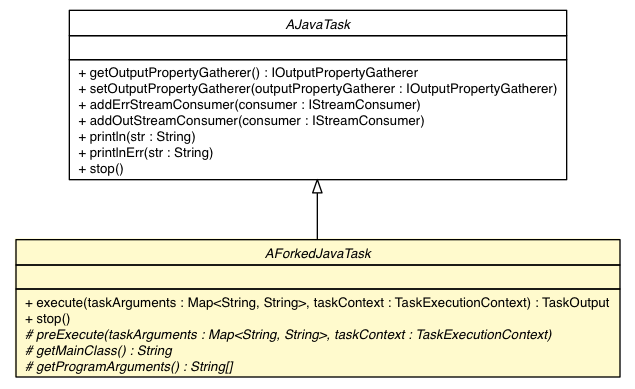 AJavaTask
+ getOutputPropertyGatherer() : IOutputPropertyGatherer
+ setOutputPropertyGatherer(outputPropertyGatherer : IOutputPropertyGatherer)
+ addErrStreamConsumer(consumer : IStreamConsumer)
+ addOutStreamConsumer(consumer : IStreamConsumer)
+ println(str : String)
+ printlnErr(str : String)
+ stop()
AForkedJavaTask
+ execute(taskArguments : Map<String, String>, taskContext : TaskExecutionContext) : TaskOutput
+ stop()
# preExecute(taskArguments : Map<String, String>, taskContext : TaskExecutionContext)
# getMainClass() : String
# getProgramArguments() : String[]